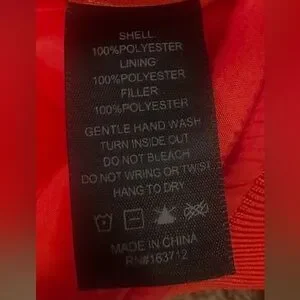 SHELL
100%POLYESTER
LINING
100%POLYESTER
FILLER
100%POLYESTER
GENTLE HAND WASH
TURN INSIDE OUT
DO NOT BLEACH
DO NOT WRING OR TWIST
HANG TO DRY
MADE IN CHINA
RN#163712